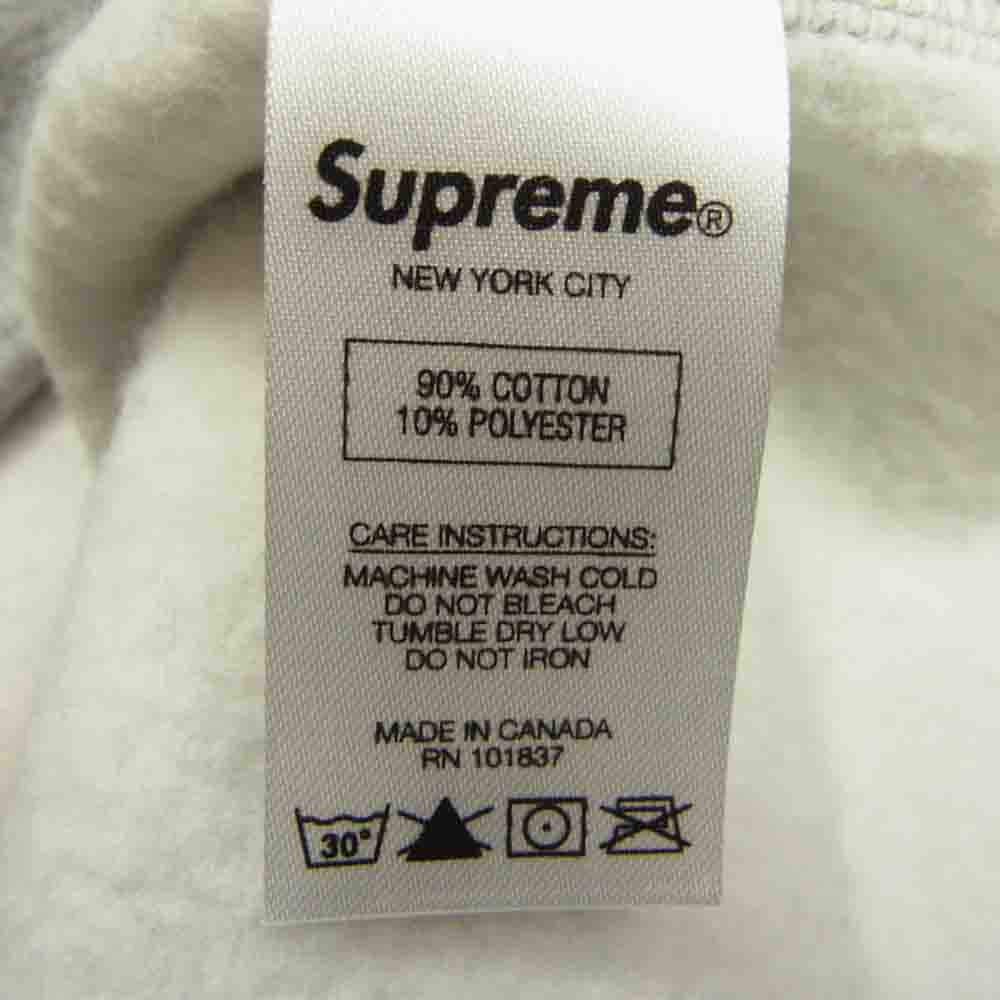 Supreme®
NEW YORK CITY
90% COTTON
10% POLYESTER
CARE INSTRUCTIONS:
MACHINE WASH COLD
DO NOT BLEACH
TUMBLE DRY LOW
DO NOT IRON
MADE IN CANADA
RN 101837
30°